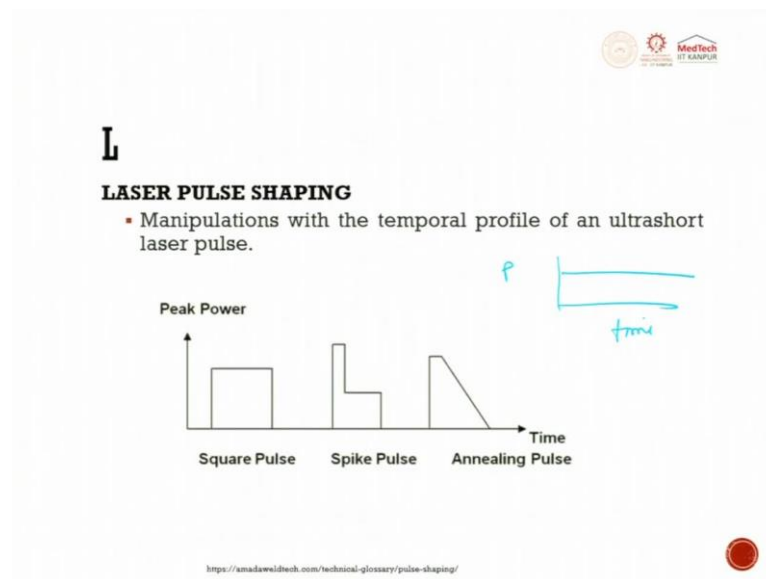 MedTech
IIT KANPUR
L
LASER PULSE SHAPING
Manipulations with the temporal profile of an ultrashort
laser pulse.
P
time
Peak Power
Time
Square Pulse Spike Pulse Annealing Pulse
https://amadaweldtech.com/technical-glossary/pulse-shaping/